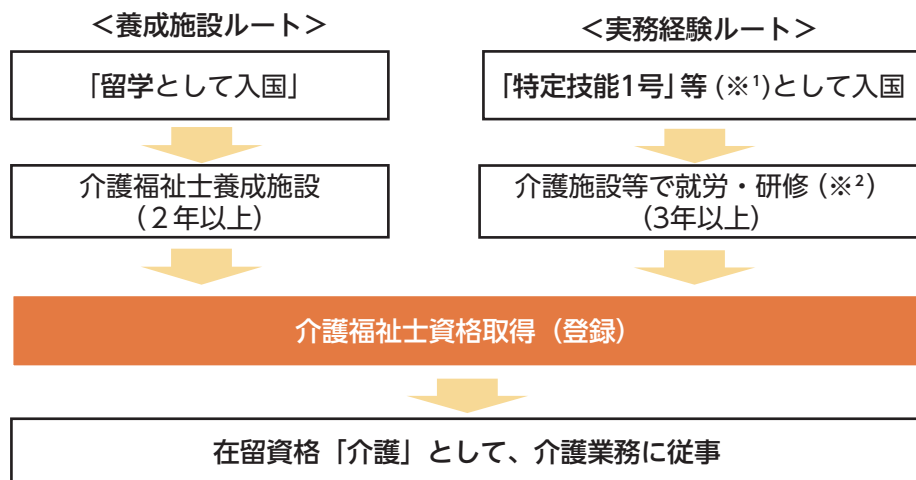 <養成施設ルート>
<実務経験ルート>
「留学として入国」
「特定技能1号」等 (※¹)として入国
介護福祉士養成施設
(2年以上)
介護施設等で就労・研修 (※²)
(3年以上)
介護福祉士資格取得(登録)
在留資格「介護」として、介護業務に従事